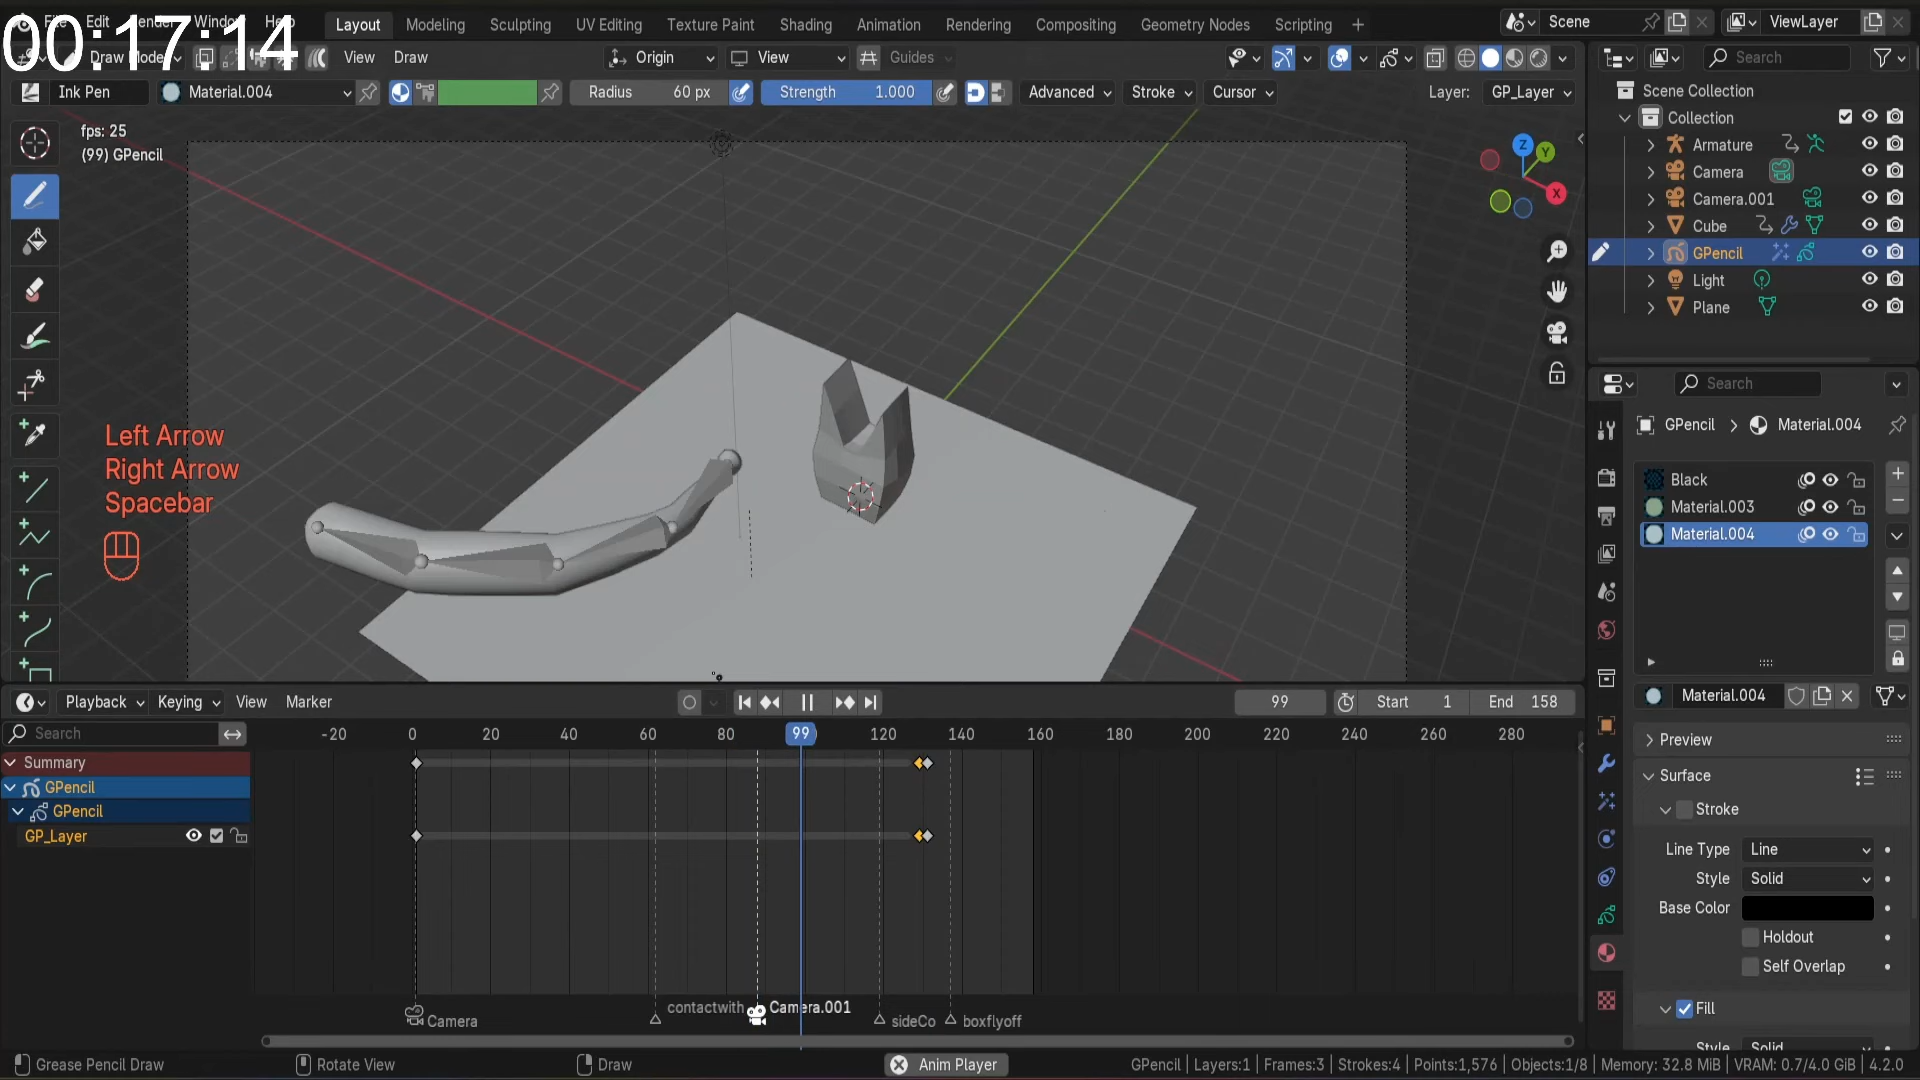 File Edit Render Window Help
Layout Modeling Sculpting UV Editing Texture Paint Shading Animation Rendering Compositing Geometry Nodes Scripting
Scene ViewLayer
00:17:14
Draw Mode View Draw Origin View Guides
Search
Ink Pen Material.004 Radius 60 px Strength 1.000 Advanced Stroke Cursor Layer: GP_Layer
fps: 25
(99) GPencil
Z
Y
X
Scene Collection
Collection
Armature
Camera
Camera.001
Cube
GPencil
Light
Plane
Left Arrow
Right Arrow
Spacebar
Search
GPencil Material.004
Black
Material.003
Material.004
Material.004
Preview
Surface
Stroke
Line Type Line
Style Solid
Base Color
Holdout
Self Overlap
Fill
Style Solid
Playback Keying View Marker 99 Start 1 End 158
Search
-20 0 20 40 60 80 99 120 140 160 180 200 220 240 260 280
Summary
GPencil
GPencil
GP_Layer
Camera contactwith Camera.001 sideCo boxflyoff
Grease Pencil Draw Rotate View Draw Anim Player GPencil | Layers:1 | Frames:3 | Strokes:4 | Points:1,576 | Objects:1/8 | Memory: 32.8 MiB | VRAM: 0.7/4.0 GiB | 4.2.0